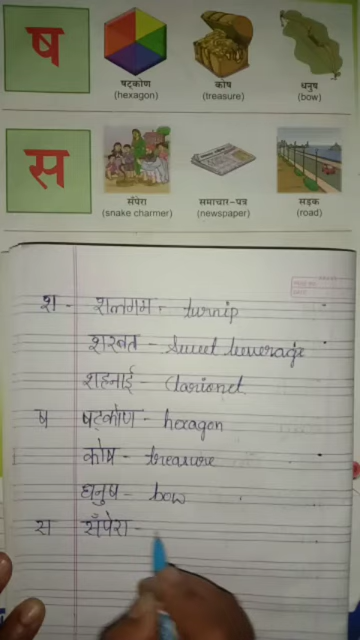 ष
षट्कोण
(hexagon)
कोष
(treasure)
धनुष
(bow)
स
सँपेरा
(snake charmer)
समाचार-पत्र
(newspaper)
सड़क
(road)
श - शलगम - turnip
शरबत - Sweet beverage
शहनाई - Clarionet
ष षट्कोण - hexagon
कोष - treasure
धनुष - bow
स सँपेरा -